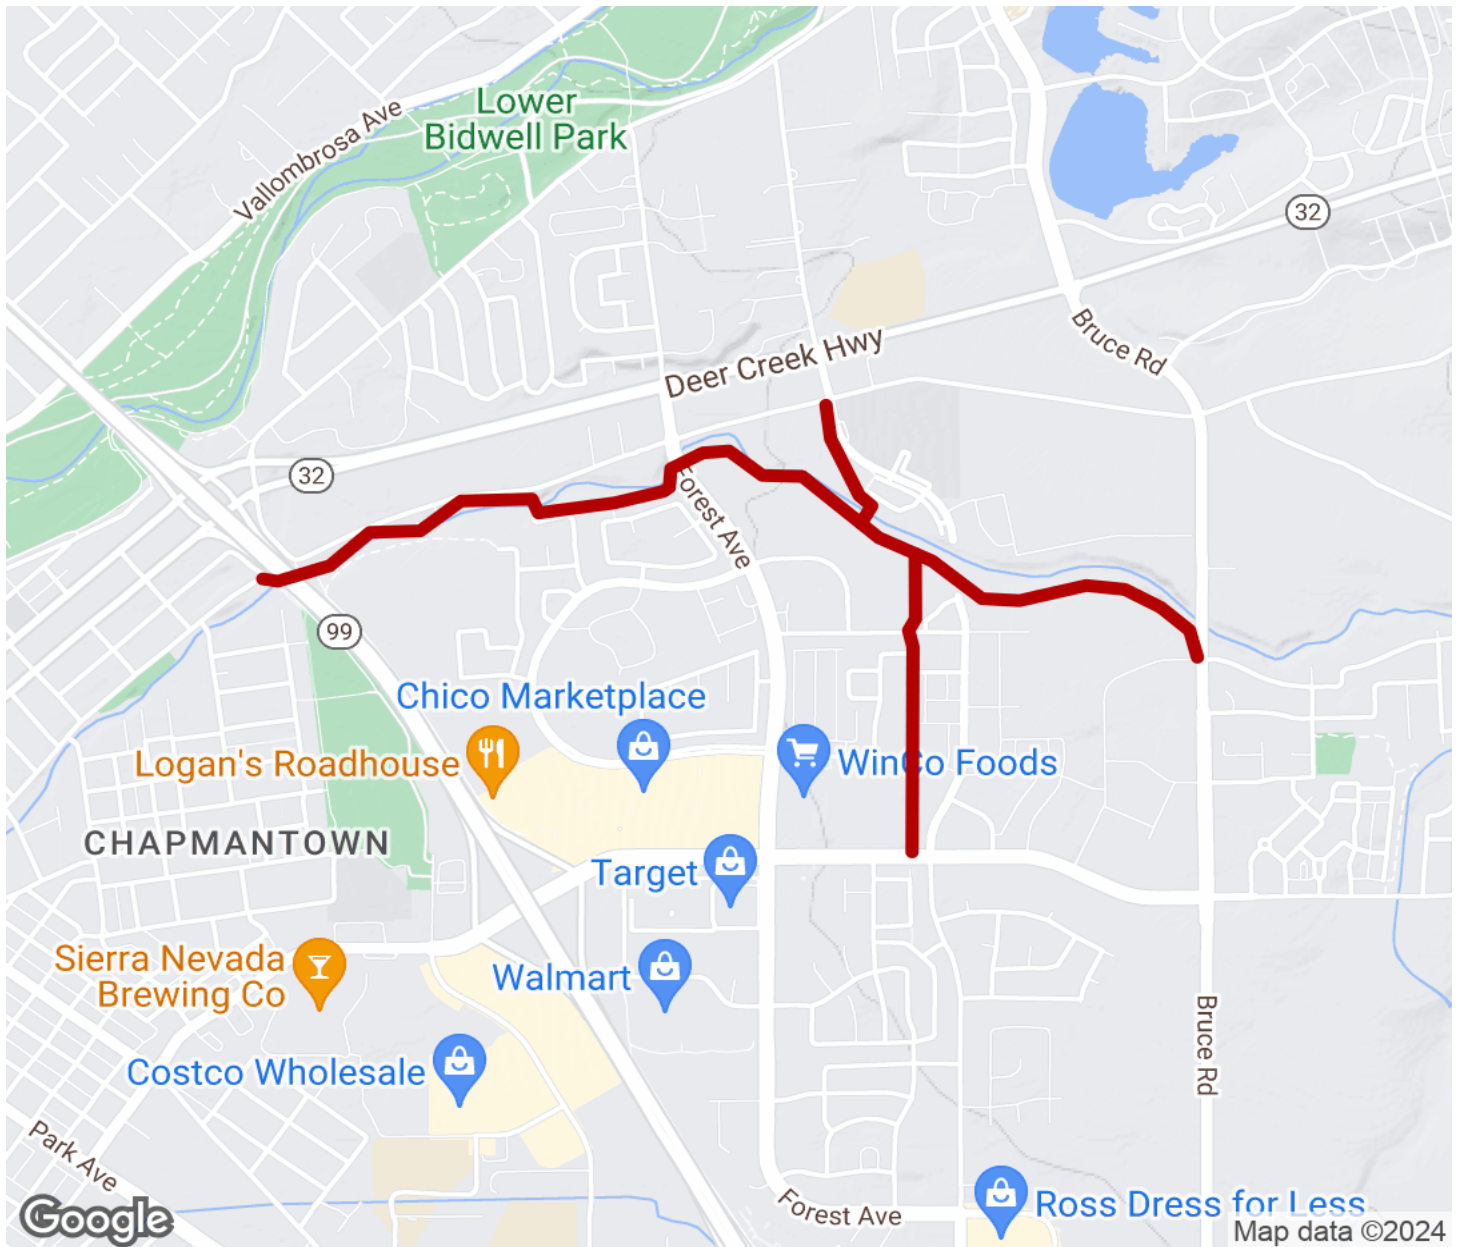 Lower
Bidwell Park
Vallombrosa Ave
32
Deer Creek Hwy
Bruce Rd
32
Forest Ave
99
Chico Marketplace
Logan's Roadhouse
WinCo Foods
CHAPMANTOWN
Target
Sierra Nevada
Brewing Co
Walmart
Bruce Rd
Costco Wholesale
Park Ave
Forest Ave
Ross Dress for Less
Google
Map data ©2024